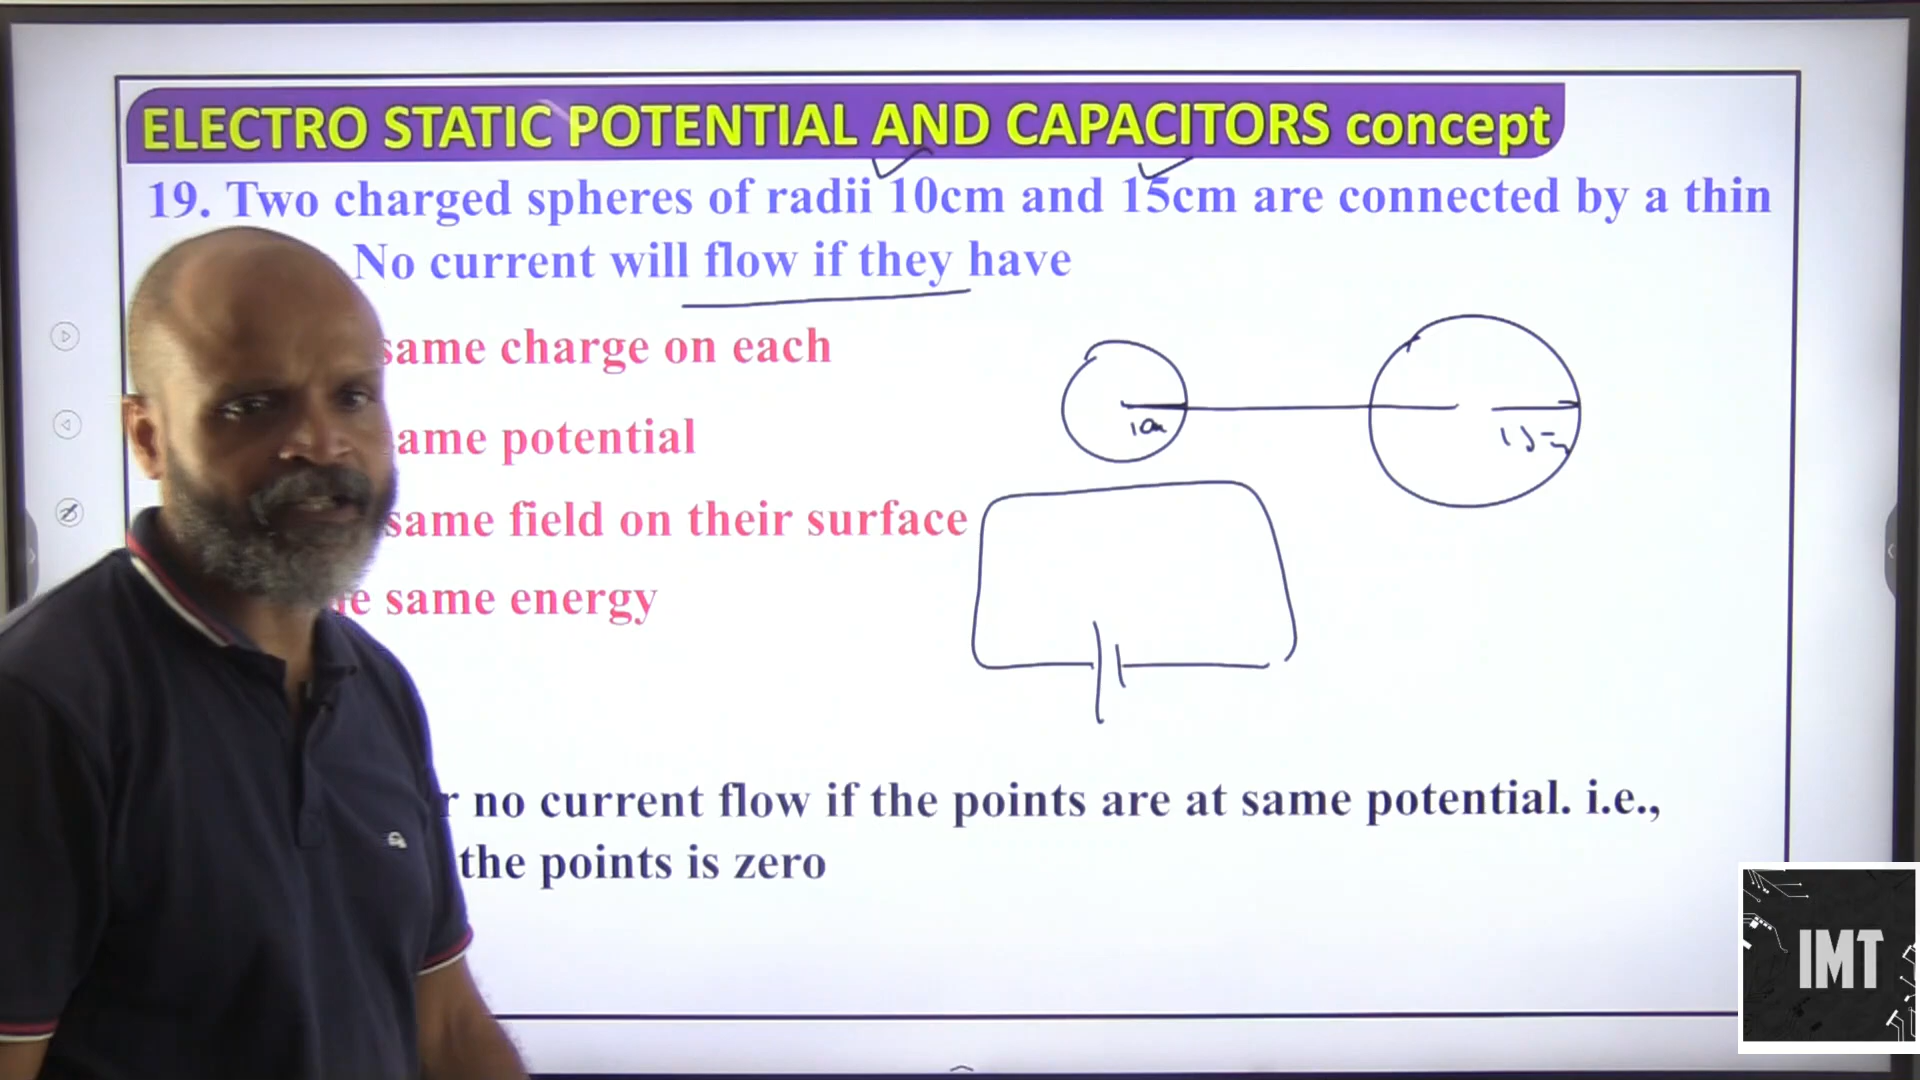 ELECTRO STATIC POTENTIAL AND CAPACITORS concept
19. Two charged spheres of radii 10cm and 15cm are connected by a thin
No current will flow if they have
same charge on each
same potential
same field on their surface
same energy
no current flow if the points are at same potential. i.e.,
the points is zero
IMT